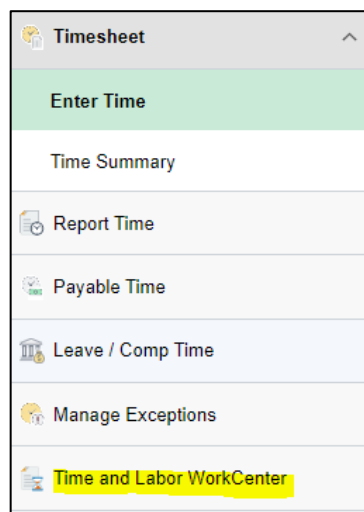 Timesheet
Enter Time
Time Summary
Report Time
Payable Time
Leave / Comp Time
Manage Exceptions
Time and Labor WorkCenter